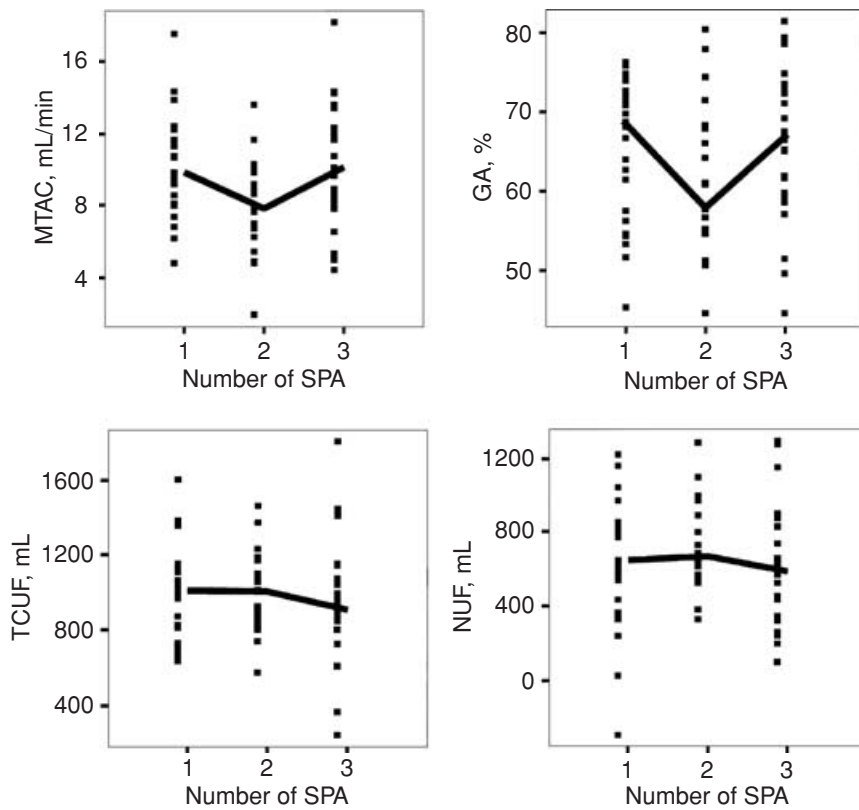 MTAC, mL/min
16
12
8
4
1 2 3
Number of SPA
GA, %
80
70
60
50
1 2 3
Number of SPA
TCUF, mL
1600
1200
800
400
1 2 3
Number of SPA
NUF, mL
1200
800
400
0
1 2 3
Number of SPA